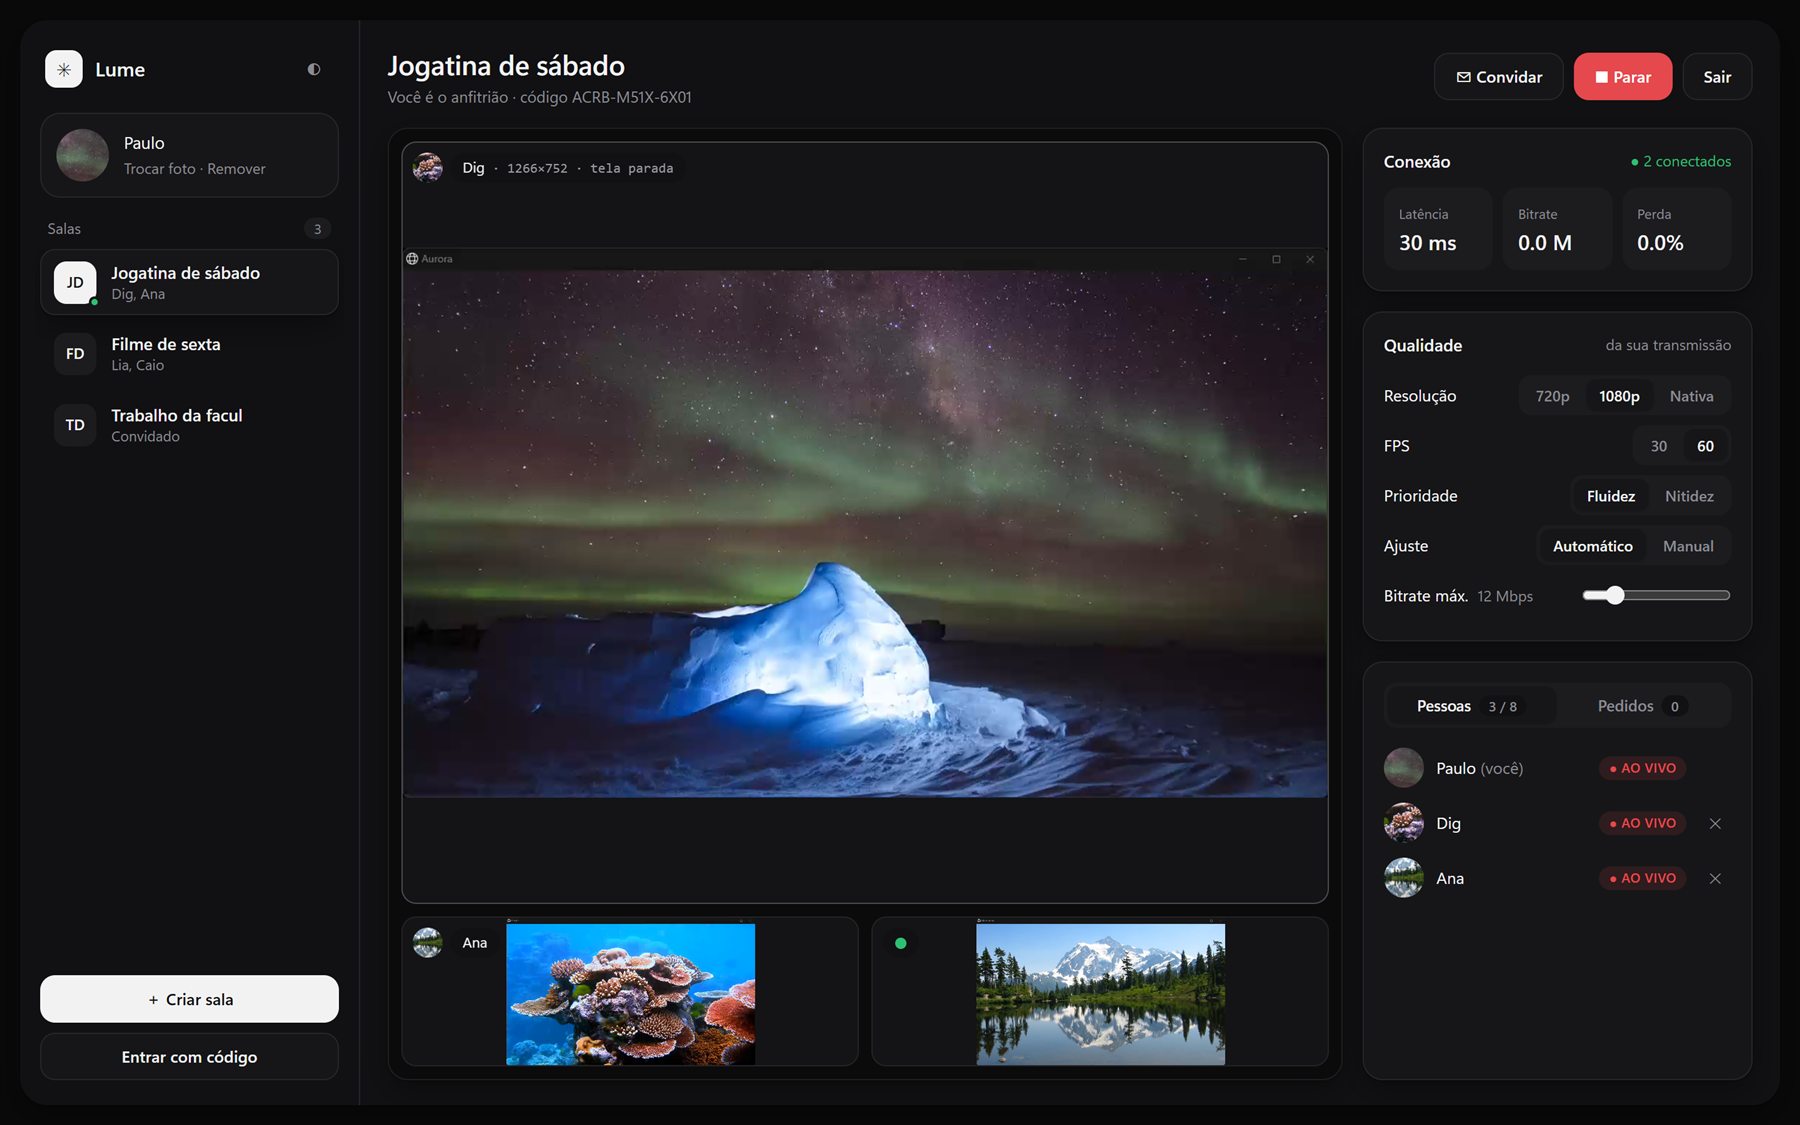 Lume
Paulo
Trocar foto · Remover
Salas 3
JD Jogatina de sábado
Dig, Ana
FD Filme de sexta
Lia, Caio
TD Trabalho da facul
Convidado
+ Criar sala
Entrar com código
Jogatina de sábado
Você é o anfitrião · código ACRB-M51X-6X01
Convidar Parar Sair
Dig · 1266×752 · tela parada
Aurora
Ana
Conexão 2 conectados
Latência Bitrate Perda
30 ms 0.0 M 0.0%
Qualidade da sua transmissão
Resolução 720p 1080p Nativa
FPS 30 60
Prioridade Fluidez Nitidez
Ajuste Automático Manual
Bitrate máx. 12 Mbps
Pessoas 3 / 8 Pedidos 0
Paulo (você) AO VIVO
Dig AO VIVO
Ana AO VIVO